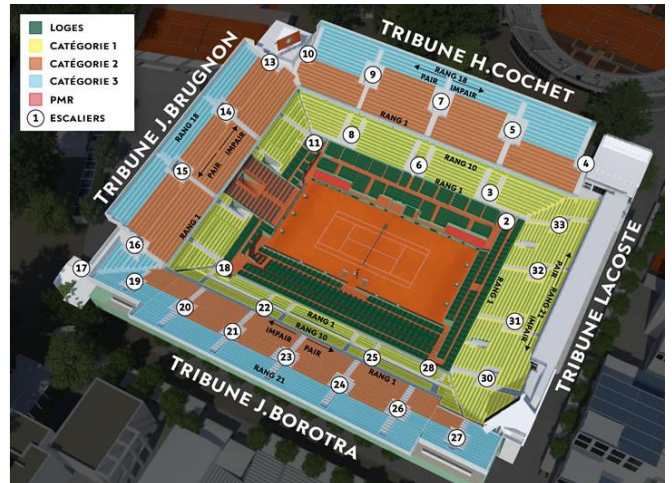 LOGES
CATÉGORIE 1
CATÉGORIE 2
CATÉGORIE 3
PMR
1 ESCALIERS
TRIBUNE H.COCHET
TRIBUNE J.BRUGNON
TRIBUNE LACOSTE
TRIBUNE J.BOROTRA
13
10
9
RANG 18
PAIR IMPAIR
7
5
4
RANG 1
14
RANG 18
PAIR IMPAIR
15
RANG 1
16
17
19
18
11
8
6
RANG 10
RANG 1
3
2
33
32
31
30
RANG 1
PAIR RANG 21 IMPAIR
20
21
22
RANG 1
RANG 10
IMPAIR PAIR
23
RANG 21
24
25
RANG 1
26
27
28